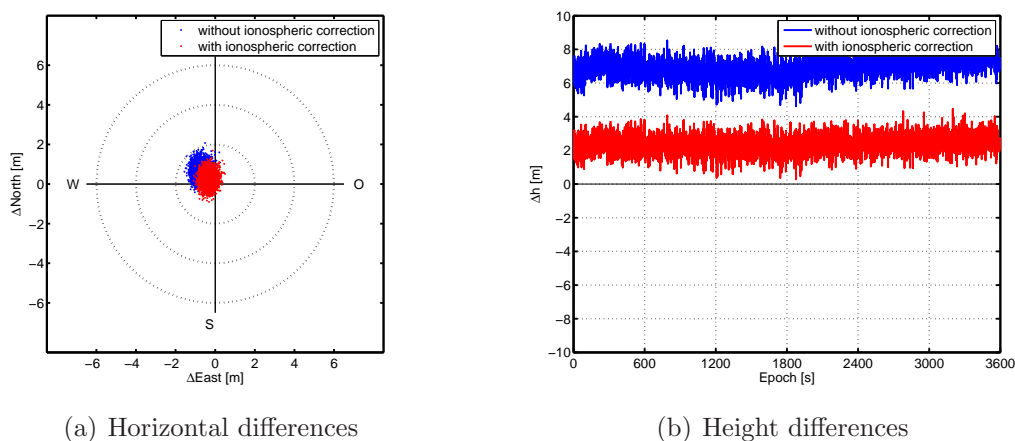 without ionospheric correction
with ionospheric correction
ΔNorth [m]
6
4
2
0
−2
−4
−6
W
O
S
−6 −4 −2 0 2 4 6
ΔEast [m]
(a) Horizontal differences
without ionospheric correction
with ionospheric correction
Δh [m]
10
8
6
4
2
0
−2
−4
−6
−8
−10
0 600 1200 1800 2400 3000 3600
Epoch [s]
(b) Height differences